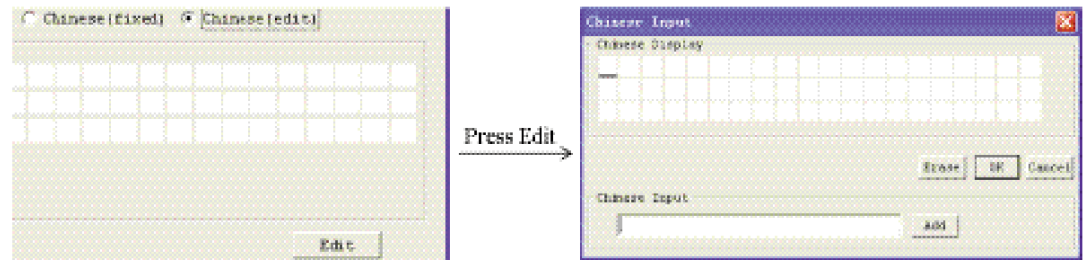 Chinese(fixed) Chinese(edit)
Edit
Press Edit
Chinese Input
Chinese Display
Erase OK Cancel
Chinese Input
Add